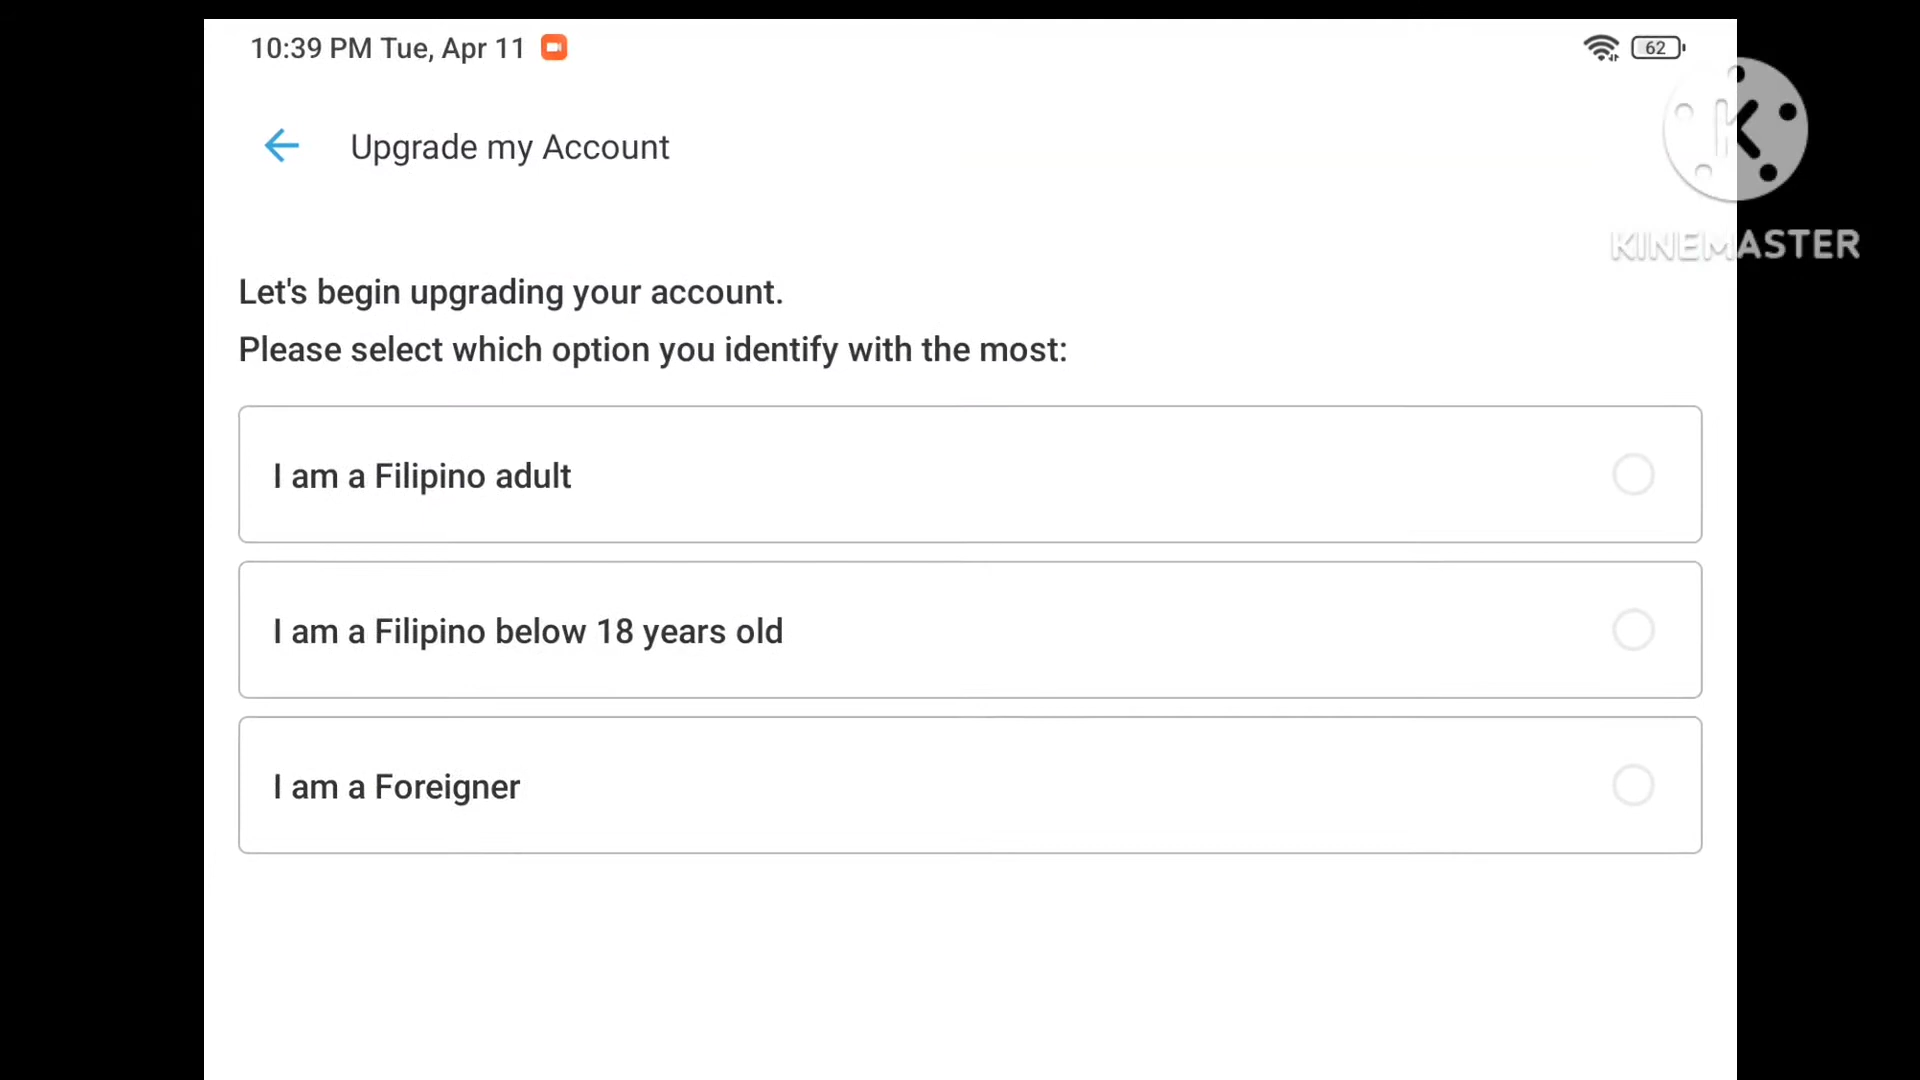 10:39 PM Tue, Apr 11
62
Upgrade my Account
K
KINEMASTER
Let's begin upgrading your account.
Please select which option you identify with the most:
I am a Filipino adult
I am a Filipino below 18 years old
I am a Foreigner